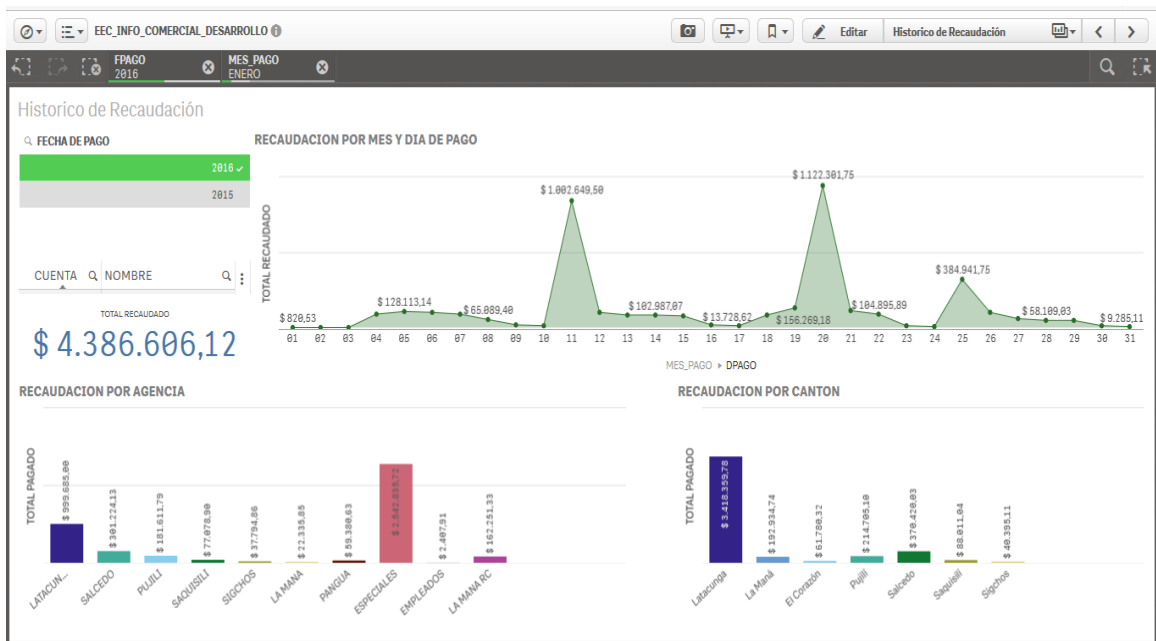 EEC_INFO_COMERCIAL_DESARROLLO
Editar
Historico de Recaudación
FPAGO
2016
MES_PAGO
ENERO
Historico de Recaudación
FECHA DE PAGO
2016
2015
CUENTA NOMBRE
TOTAL RECAUDADO
$ 4.386.606,12
RECAUDACION POR MES Y DIA DE PAGO
TOTAL RECAUDADO
$ 820,53
$ 128.113,14
$ 65.089,40
$ 1.002.649,50
$ 102.987,07
$ 13.728,62
$ 156.269,18
$ 1.122.301,75
$ 104.895,89
$ 384.941,75
$ 58.109,03
$ 9.285,11
01 02 03 04 05 06 07 08 09 10 11 12 13 14 15 16 17 18 19 20 21 22 23 24 25 26 27 28 29 30 31
MES_PAGO DPAGO
RECAUDACION POR AGENCIA
TOTAL PAGADO
$ 999.685,00
$ 301.224,13
$ 181.611,79
$ 77.078,90
$ 37.794,86
$ 22.335,85
$ 59.380,63
$ 2.407,91
$ 162.251,33
LATACUN...
SALCEDO
PUJILI
SAQUISILI
SIGCHOS
LA MANA
PANGUA
ESPECIALES
EMPLEADOS
LA MANA RC
RECAUDACION POR CANTON
TOTAL PAGADO
$ 3.418.359,78
$ 192.934,74
$ 61.780,32
$ 214.705,10
$ 370.420,03
$ 88.011,04
$ 40.395,11
Latacunga
La Maná
El Corazón
Pujilí
Salcedo
Saquisilí
Sigchos